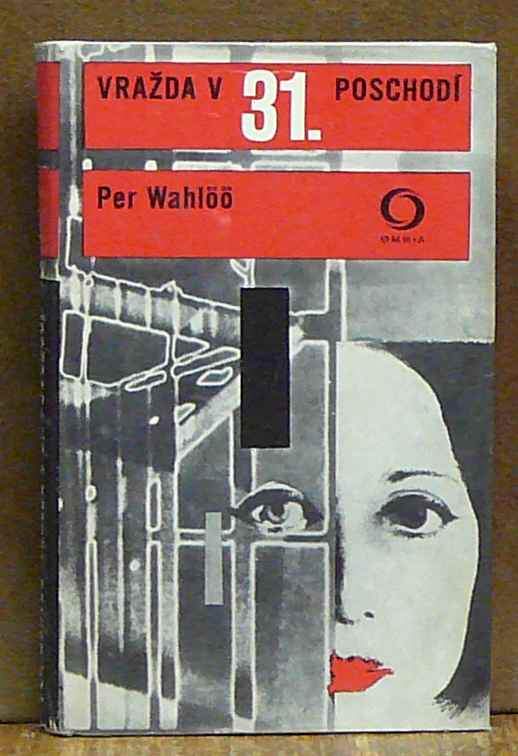 VRAŽDA V 31. POSCHODÍ
Per Wahlöö
OMNIA